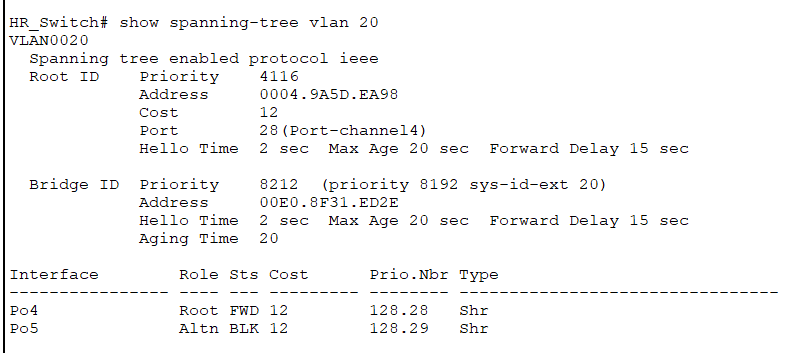 HR_Switch# show spanning-tree vlan 20
VLAN0020
  Spanning tree enabled protocol ieee
  Root ID    Priority    4116
             Address     0004.9A5D.EA98
             Cost        12
             Port        28(Port-channel4)
             Hello Time  2 sec  Max Age 20 sec  Forward Delay 15 sec

  Bridge ID  Priority    8212  (priority 8192 sys-id-ext 20)
             Address     00E0.8F31.ED2E
             Hello Time  2 sec  Max Age 20 sec  Forward Delay 15 sec
             Aging Time  20

Interface        Role Sts Cost      Prio.Nbr Type
---------------- ---- --- --------- -------- --------------------------------
Po4              Root FWD 12        128.28   Shr
Po5              Altn BLK 12        128.29   Shr